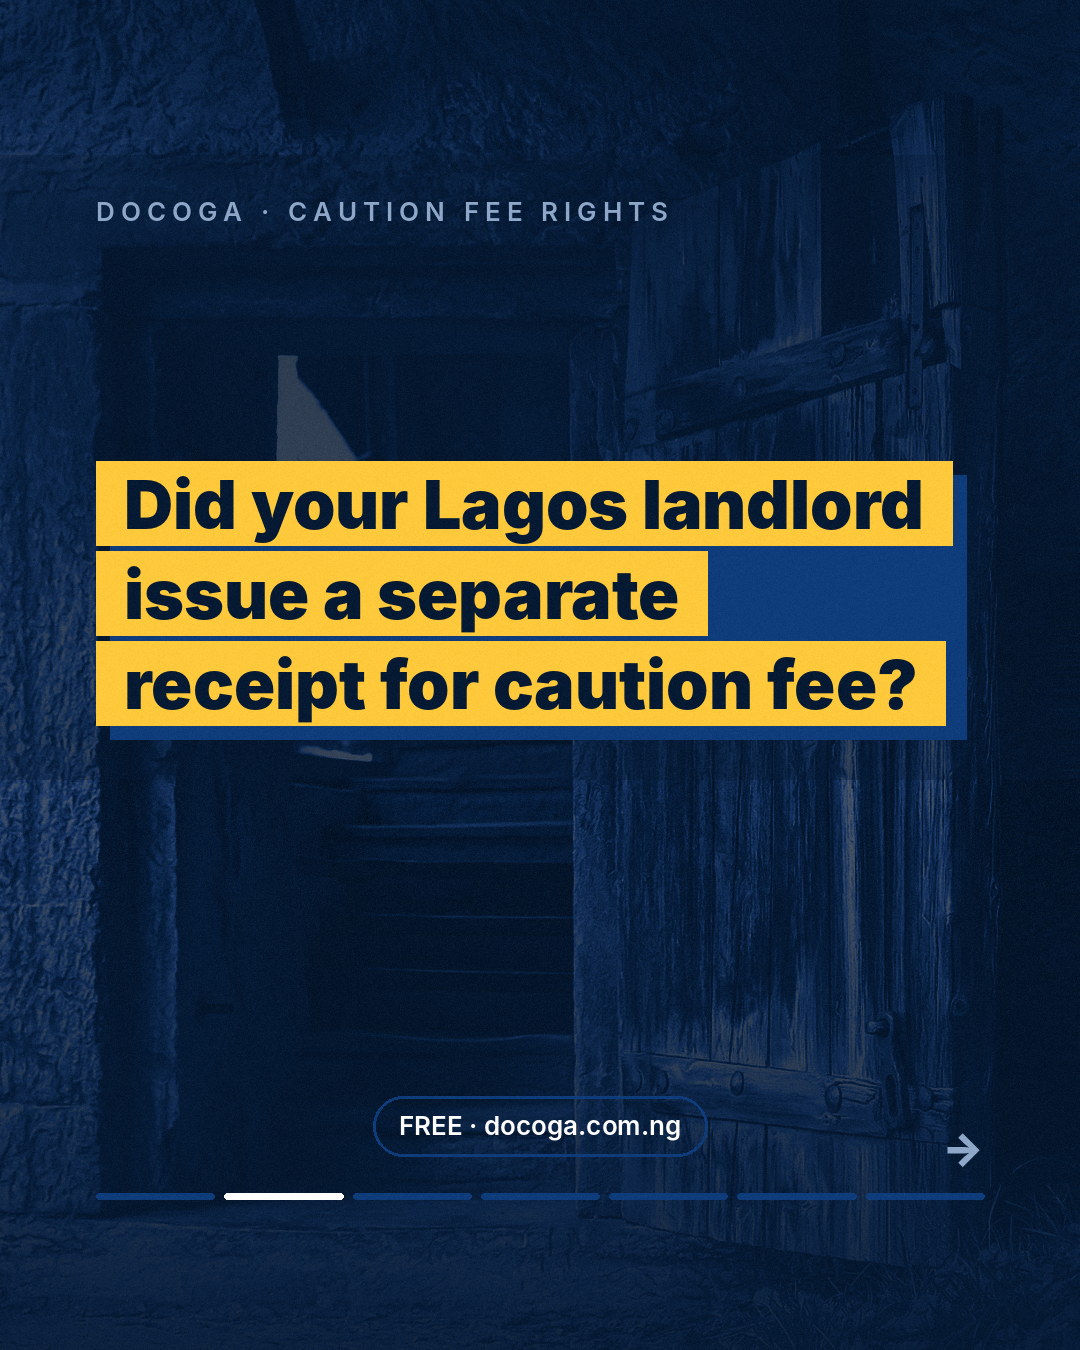 DOCOGA · CAUTION FEE RIGHTS
Did your Lagos landlord
issue a separate
receipt for caution fee?
FREE · docoga.com.ng
→